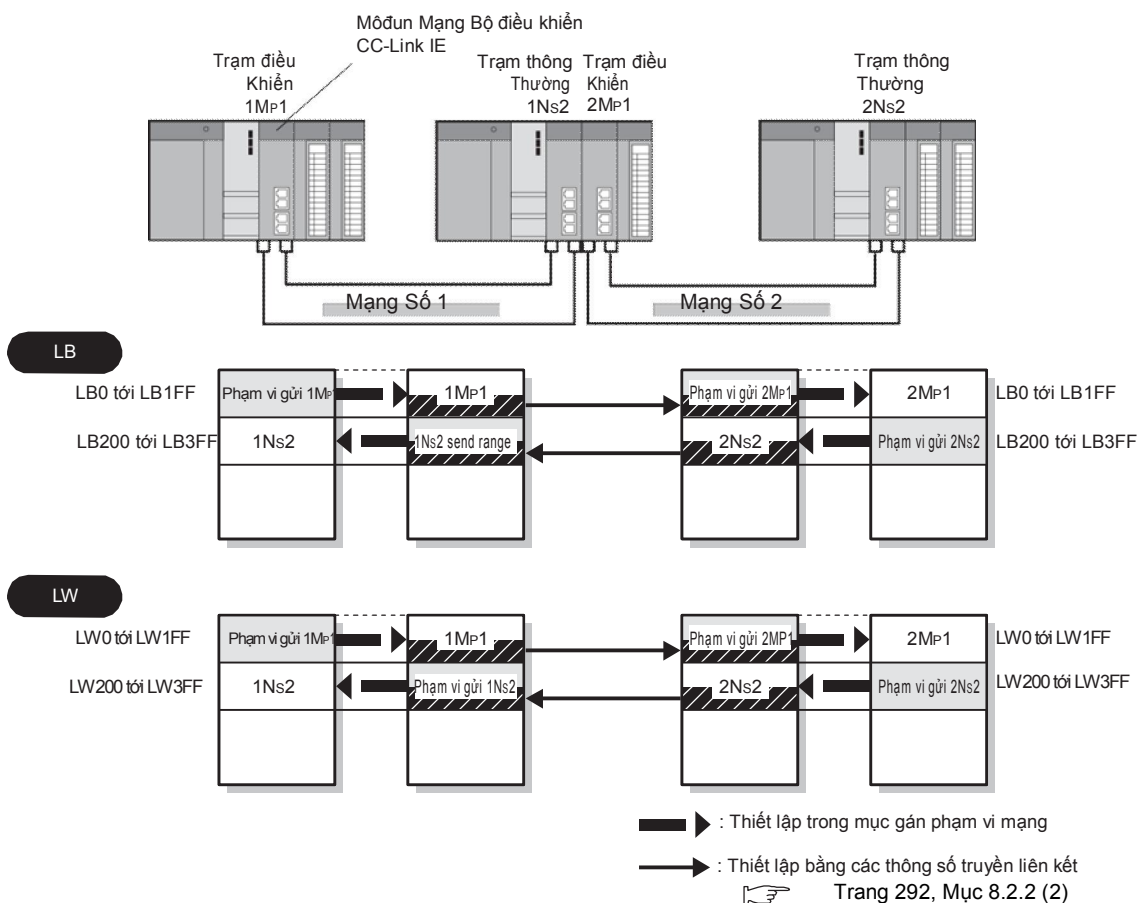 Môđun Mạng Bộ điều khiển
CC-Link IE
Trạm điều
Khiển
1MP1
Trạm thông
Thường
1NS2
Trạm điều
Khiển
2MP1
Trạm thông
Thường
2NS2
Mạng Số 1
Mạng Số 2
LB
LB0 tới LB1FF
Phạm vi gửi 1MP1
1MP1
Phạm vi gửi 2MP1
2MP1
LB0 tới LB1FF
LB200 tới LB3FF
1NS2
1NS2 send range
2NS2
Phạm vi gửi 2NS2
LB200 tới LB3FF
LW
LW0 tới LW1FF
Phạm vi gửi 1MP1
1MP1
Phạm vi gửi 2MP1
2MP1
LW0 tới LW1FF
LW200 tới LW3FF
1NS2
Phạm vi gửi 1NS2
2NS2
Phạm vi gửi 2NS2
LW200 tới LW3FF
: Thiết lập trong mục gán phạm vi mạng
: Thiết lập bằng các thông số truyền liên kết
Trang 292, Mục 8.2.2 (2)